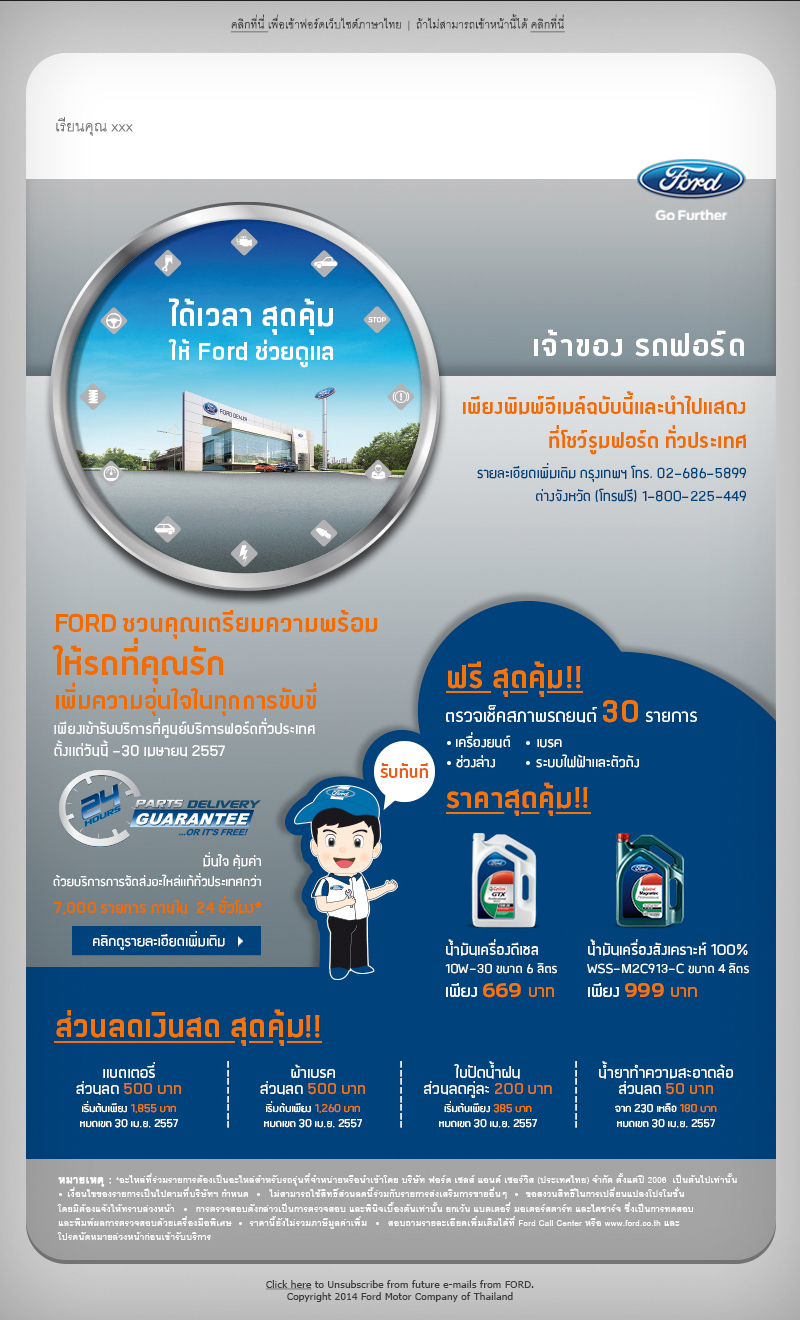 คลิกที่นี่ เพื่อเข้าฟอร์ดเว็บไซต์ภาษาไทย | ถ้าไม่สามารถเข้าหน้านี้ได้ คลิกที่นี่
เรียนคุณ xxx
Ford
Go Further
ได้เวลา สุดคุ้ม
ให้ Ford ช่วยดูแล
STOP
FORD DEALER
เจ้าของ รถฟอร์ด
เพียงพิมพ์อีเมล์ฉบับนี้และนำไปแสดง
ที่โชว์รูมฟอร์ด ทั่วประเทศ
รายละเอียดเพิ่มเติม กรุงเทพฯ โทร. 02-686-5899
ต่างจังหวัด (โทรฟรี) 1-800-225-449
FORD ชวนคุณเตรียมความพร้อม
ให้รถที่คุณรัก
เพิ่มความอุ่นใจในทุกการขับขี่
เพียงเข้ารับบริการที่ศูนย์บริการฟอร์ดทั่วประเทศ
ตั้งแต่วันนี้ -30 เมษายน 2557
24 HOURS
PARTS DELIVERY
GUARANTEE
...OR IT'S FREE!
มั่นใจ คุ้มค่า
ด้วยบริการการจัดส่งอะไหล่แท้ทั่วประเทศกว่า
7,000 รายการ ภายใน 24 ชั่วโมง*
คลิกดูรายละเอียดเพิ่มเติม
รับทันที
Ford
ฟรี สุดคุ้ม!!
ตรวจเช็คสภาพรถยนต์ 30 รายการ
• เครื่องยนต์ • เบรค
• ช่วงล่าง • ระบบไฟฟ้าและตัวถัง
ราคาสุดคุ้ม!!
Ford
Castrol
GTX
Ford
Castrol
Magnatec
น้ำมันเครื่องดีเซล
10W-30 ขนาด 6 ลิตร
เพียง 669 บาท
น้ำมันเครื่องสังเคราะห์ 100%
WSS-M2C913-C ขนาด 4 ลิตร
เพียง 999 บาท
ส่วนลดเงินสด สุดคุ้ม!!
แบตเตอรี่
ส่วนลด 500 บาท
เริ่มต้นเพียง 1,855 บาท
หมดเขต 30 เม.ย. 2557
ผ้าเบรค
ส่วนลด 500 บาท
เริ่มต้นเพียง 1,260 บาท
หมดเขต 30 เม.ย. 2557
ใบปัดน้ำฝน
ส่วนลดคู่ละ 200 บาท
เริ่มต้นเพียง 385 บาท
หมดเขต 30 เม.ย. 2557
น้ำยาทำความสะอาดล้อ
ส่วนลด 50 บาท
จาก 230 เหลือ 180 บาท
หมดเขต 30 เม.ย. 2557
หมายเหตุ : *อะไหล่ที่ร่วมรายการต้องเป็นอะไหล่สำหรับรถรุ่นที่จำหน่ายหรือนำเข้าโดย บริษัท ฟอร์ด เซลส์ แอนด์ เซอร์วิส (ประเทศไทย) จำกัด ตั้งแต่ปี 2006 เป็นต้นไปเท่านั้น
• เงื่อนไขของรายการเป็นไปตามที่บริษัทฯ กำหนด • ไม่สามารถใช้สิทธิ์ส่วนลดนี้ร่วมกับรายการส่งเสริมการขายอื่นๆ • ขอสงวนสิทธิ์ในการเปลี่ยนแปลงโปรโมชั่น
โดยมิต้องแจ้งให้ทราบล่วงหน้า • การตรวจสอบดังกล่าวเป็นการตรวจสอบ และพินิจเบื้องต้นเท่านั้น ยกเว้น แบตเตอรี่ มอเตอร์สตาร์ท และไดชาร์จ ซึ่งเป็นการทดสอบ
และพิมพ์ผลการตรวจสอบด้วยเครื่องมือพิเศษ • ราคานี้ยังไม่รวมภาษีมูลค่าเพิ่ม • สอบถามรายละเอียดเพิ่มเติมได้ที่ Ford Call Center หรือ www.ford.co.th และ
โปรดนัดหมายล่วงหน้าก่อนเข้ารับบริการ
Click here to Unsubscribe from future e-mails from FORD.
Copyright 2014 Ford Motor Company of Thailand